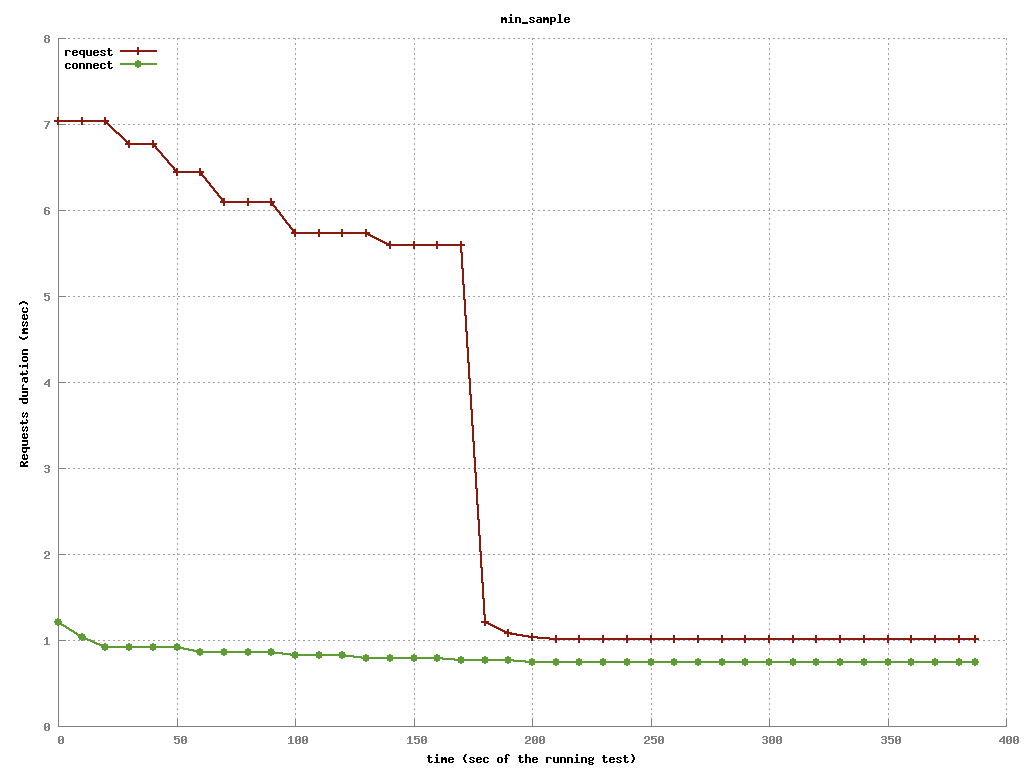 min_sample
request
connect
8
7
6
5
4
3
2
1
0
Requests duration (msec)
0 50 100 150 200 250 300 350 400
time (sec of the running test)